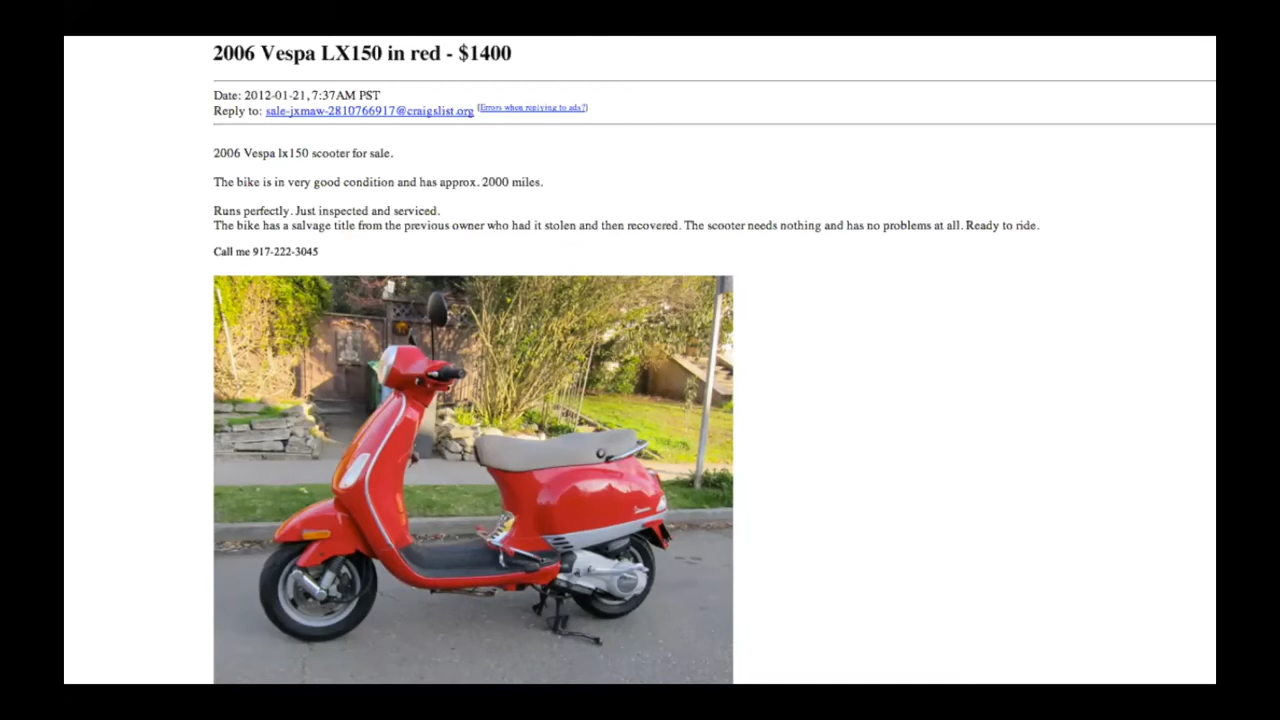 2006 Vespa LX150 in red - $1400
Date: 2012-01-21, 7:37AM PST
Reply to: sale-jxmaw-2810766917@craigslist.org [Errors when replying to ads?]
2006 Vespa lx150 scooter for sale.
The bike is in very good condition and has approx. 2000 miles.
Runs perfectly. Just inspected and serviced.
The bike has a salvage title from the previous owner who had it stolen and then recovered. The scooter needs nothing and has no problems at all. Ready to ride.
Call me 917-222-3045